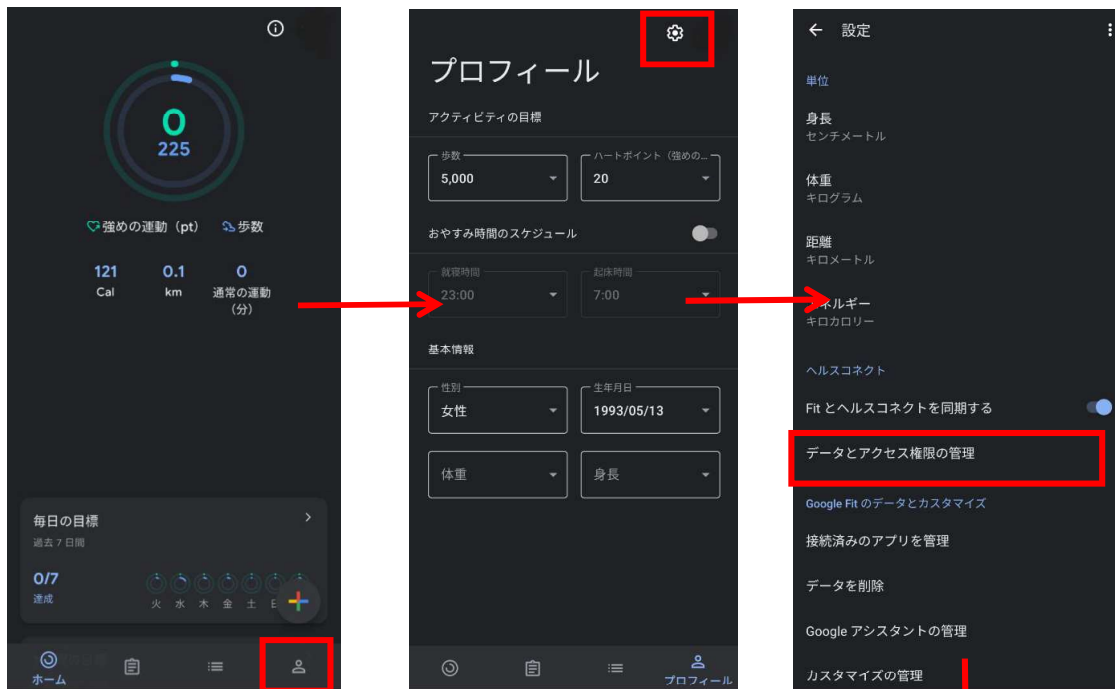 0
225
強めの運動（pt） 歩数
121 0.1 0
Cal km 通常の運動
（分）
毎日の目標
過去 7 日間
0/7
達成
火 水 木 金 土
ホーム
プロフィール
アクティビティの目標
歩数 ハートポイント（強めの…
5,000 20
おやすみ時間のスケジュール
就寝時間 起床時間
23:00 7:00
基本情報
性別 生年月日
女性 1993/05/13
体重 身長
プロフィール
設定
単位
身長
センチメートル
体重
キログラム
距離
キロメートル
ネルギー
キロカロリー
ヘルスコネクト
Fit とヘルスコネクトを同期する
データとアクセス権限の管理
Google Fit のデータとカスタマイズ
接続済みのアプリを管理
データを削除
Google アシスタントの管理
カスタマイズの管理